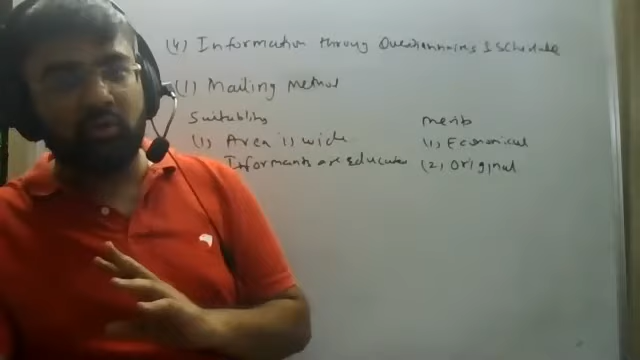 (4) Information through Questionnaires & Schedule
(1) Mailing Method
Suitability
(1) Area is wide
Informants are educated
Merits
(1) Economical
(2) Original